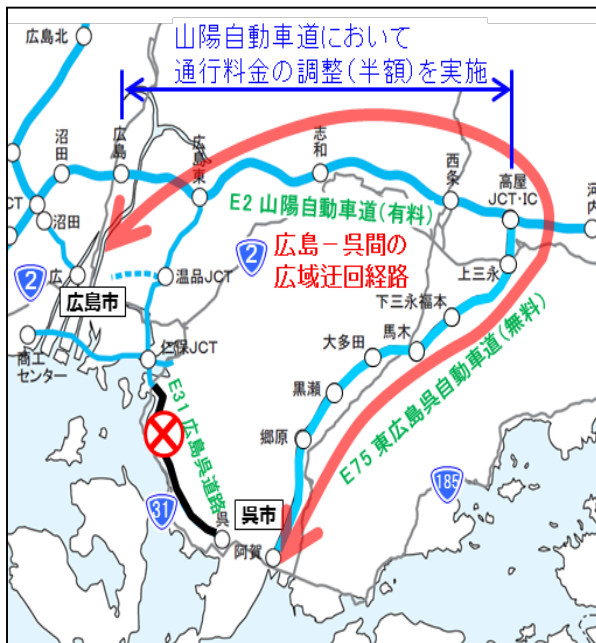 広島北
山陽自動車道において
通行料金の調整(半額)を実施
沼田
広島
広島東
志和
西条
高屋
JCT・IC
河内
CT
沼田
E2 山陽自動車道(有料)
広島－呉間の
広域迂回経路
2
2
広
温品JCT
上三永
広島市
下三永福本
馬木
大多田
仁保JCT
商工
センター
黒瀬
E31 広島呉道路
E75 東広島呉自動車道(無料)
郷原
185
31
呉市
呉
阿賀